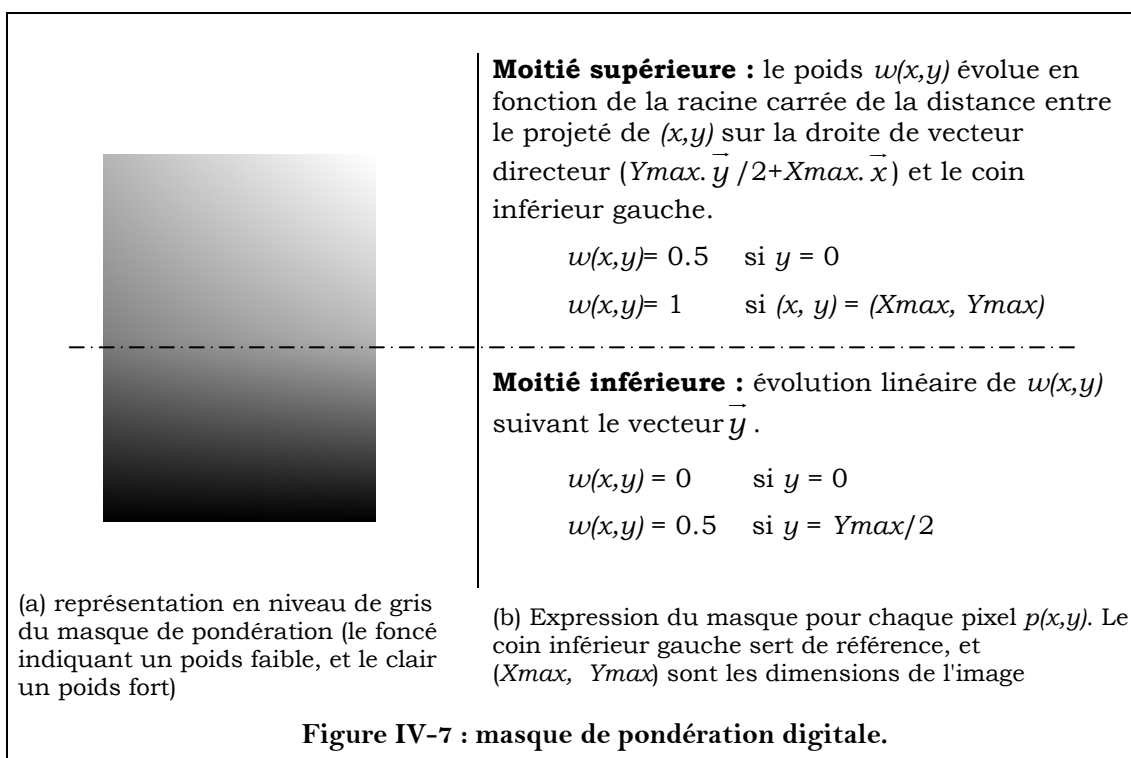 Moitié supérieure : le poids w(x,y) évolue en
fonction de la racine carrée de la distance entre
le projeté de (x,y) sur la droite de vecteur
directeur (Ymax. y⃗ /2+Xmax. x⃗ ) et le coin
inférieur gauche.
w(x,y)= 0.5 si y = 0
w(x,y)= 1 si (x, y) = (Xmax, Ymax)
Moitié inférieure : évolution linéaire de w(x,y)
suivant le vecteur y⃗ .
w(x,y) = 0 si y = 0
w(x,y) = 0.5 si y = Ymax/2
(a) représentation en niveau de gris
du masque de pondération (le foncé
indiquant un poids faible, et le clair
un poids fort)
(b) Expression du masque pour chaque pixel p(x,y). Le
coin inférieur gauche sert de référence, et
(Xmax, Ymax) sont les dimensions de l'image
Figure IV-7 : masque de pondération digitale.